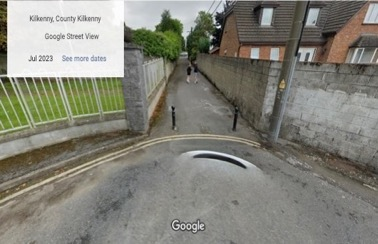 Kilkenny, County Kilkenny
Google Street View
Jul 2023 See more dates
Google